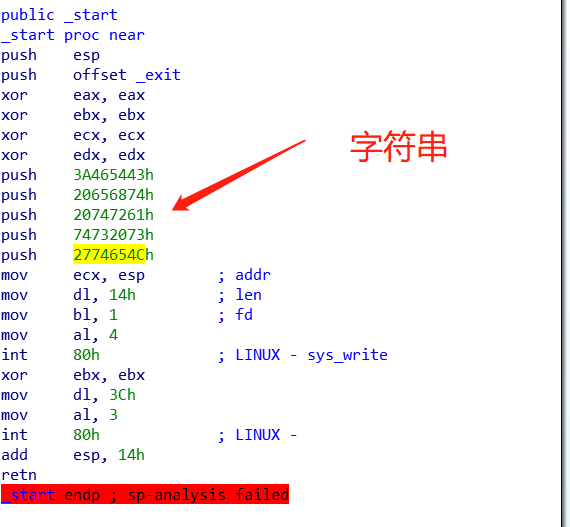 public _start
_start proc near
push esp
push offset _exit
xor eax, eax
xor ebx, ebx
xor ecx, ecx
xor edx, edx
push 3A465443h
push 20656874h
push 20747261h
push 74732073h
push 2774654Ch
字符串
mov ecx, esp ; addr
mov dl, 14h ; len
mov bl, 1 ; fd
mov al, 4
int 80h ; LINUX - sys_write
xor ebx, ebx
mov dl, 3Ch
mov al, 3
int 80h ; LINUX -
add esp, 14h
retn
_start endp ; sp-analysis failed